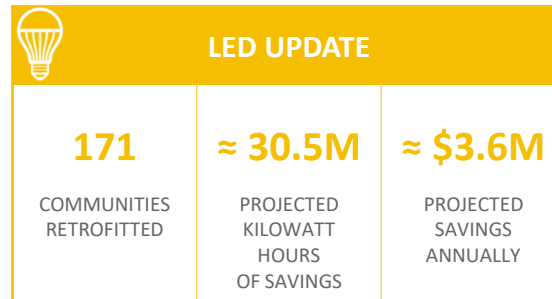 LED UPDATE
171
COMMUNITIES
RETROFITTED
≈ 30.5M
PROJECTED
KILOWATT
HOURS
OF SAVINGS
≈ $3.6M
PROJECTED
SAVINGS
ANNUALLY